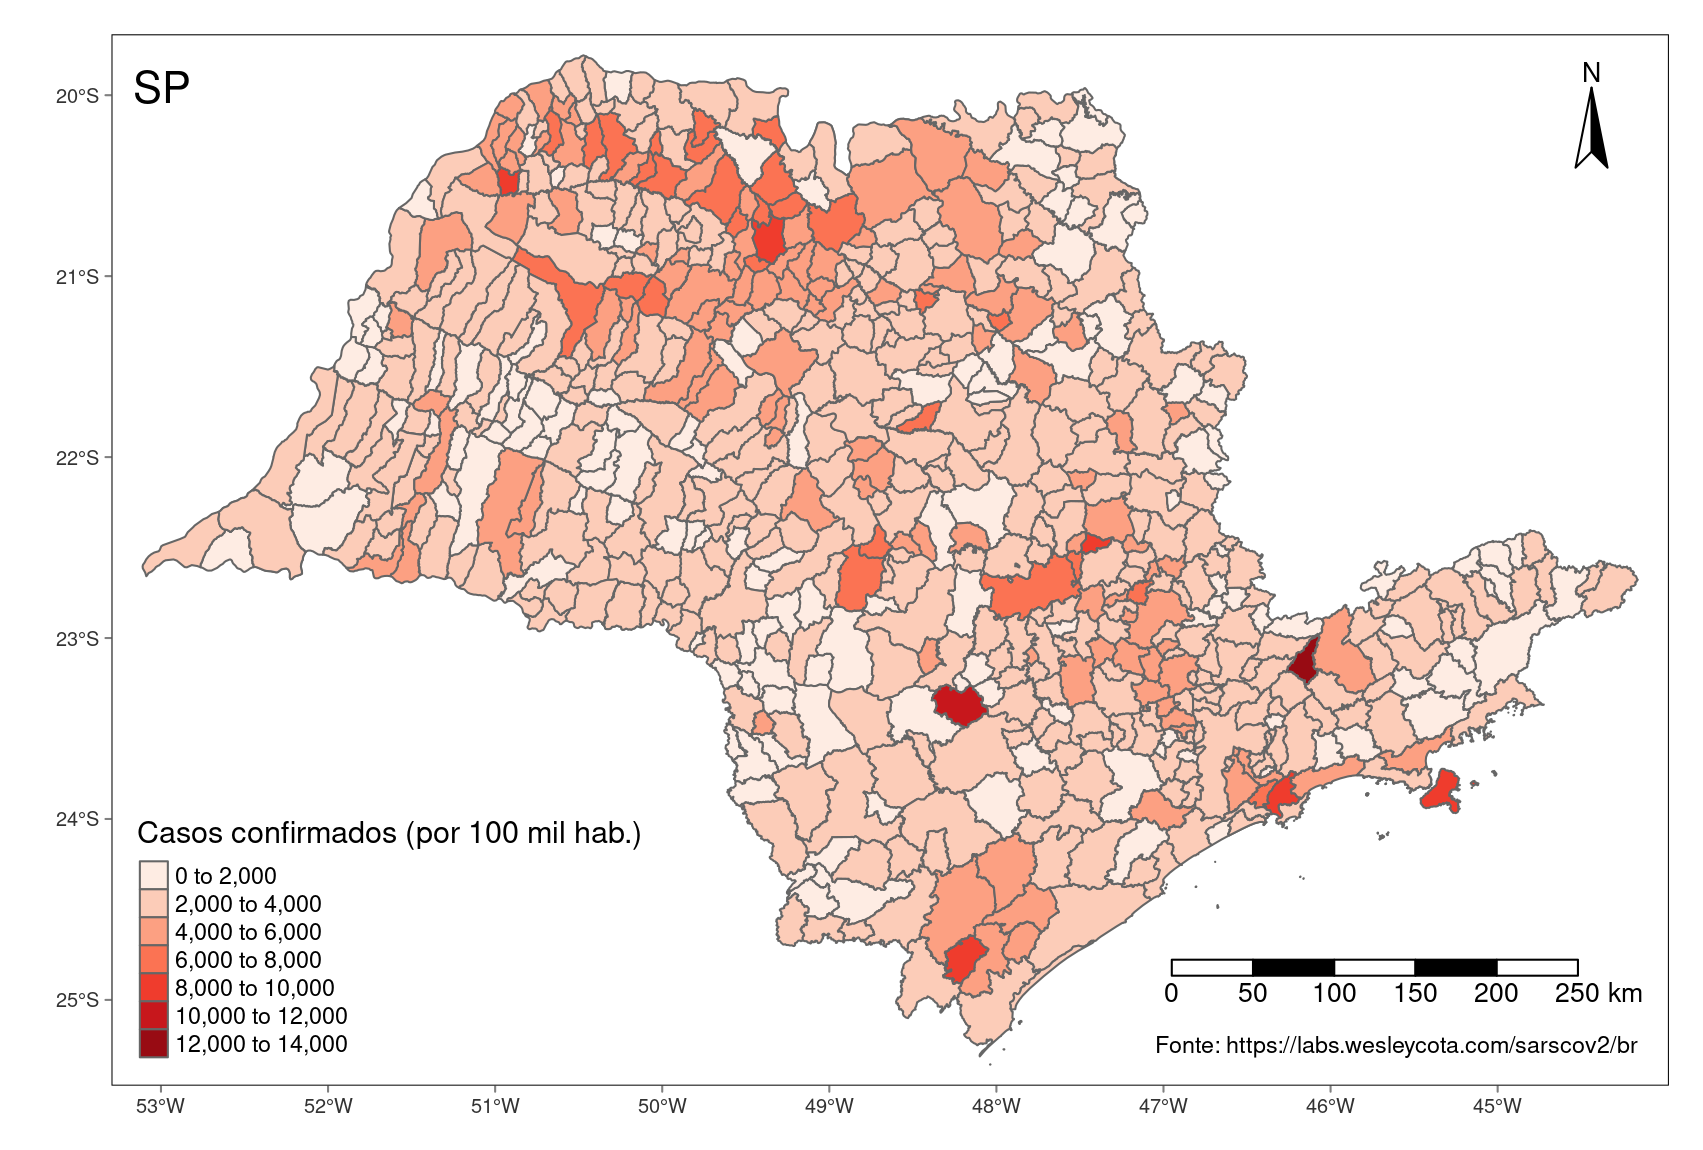 SP
N
20°S
21°S
22°S
23°S
24°S
25°S
Casos confirmados (por 100 mil hab.)
0 to 2,000
2,000 to 4,000
4,000 to 6,000
6,000 to 8,000
8,000 to 10,000
10,000 to 12,000
12,000 to 14,000
0 50 100 150 200 250 km
Fonte: https://labs.wesleycota.com/sarscov2/br
53°W 52°W 51°W 50°W 49°W 48°W 47°W 46°W 45°W